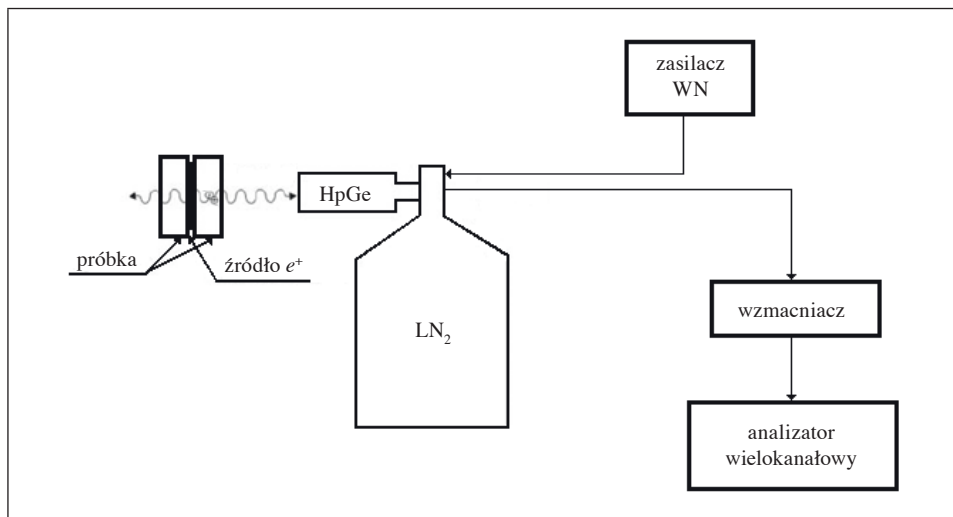 zasilacz
WN
HpGe
próbka
źródło e⁺
LN₂
wzmacniacz
analizator
wielokanałowy